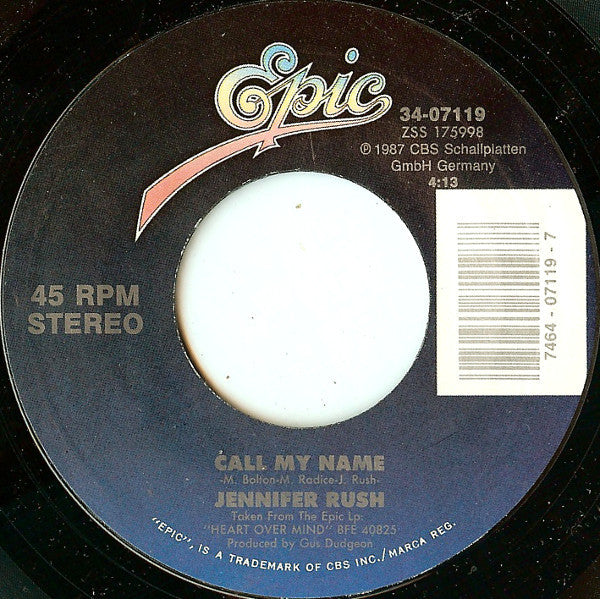 Epic
34-07119
ZSS 175998
℗ 1987 CBS Schallplatten
GmbH Germany
4:13
45 RPM
STEREO
7464 - 07119 - 7
CALL MY NAME
-M. Bolton-M. Radice-J. Rush-
JENNIFER RUSH
Taken From The Epic Lp:
"HEART OVER MIND" BFE 40825
Produced by Gus Dudgeon
"EPIC", IS A TRADEMARK OF CBS INC./MARCA REG.